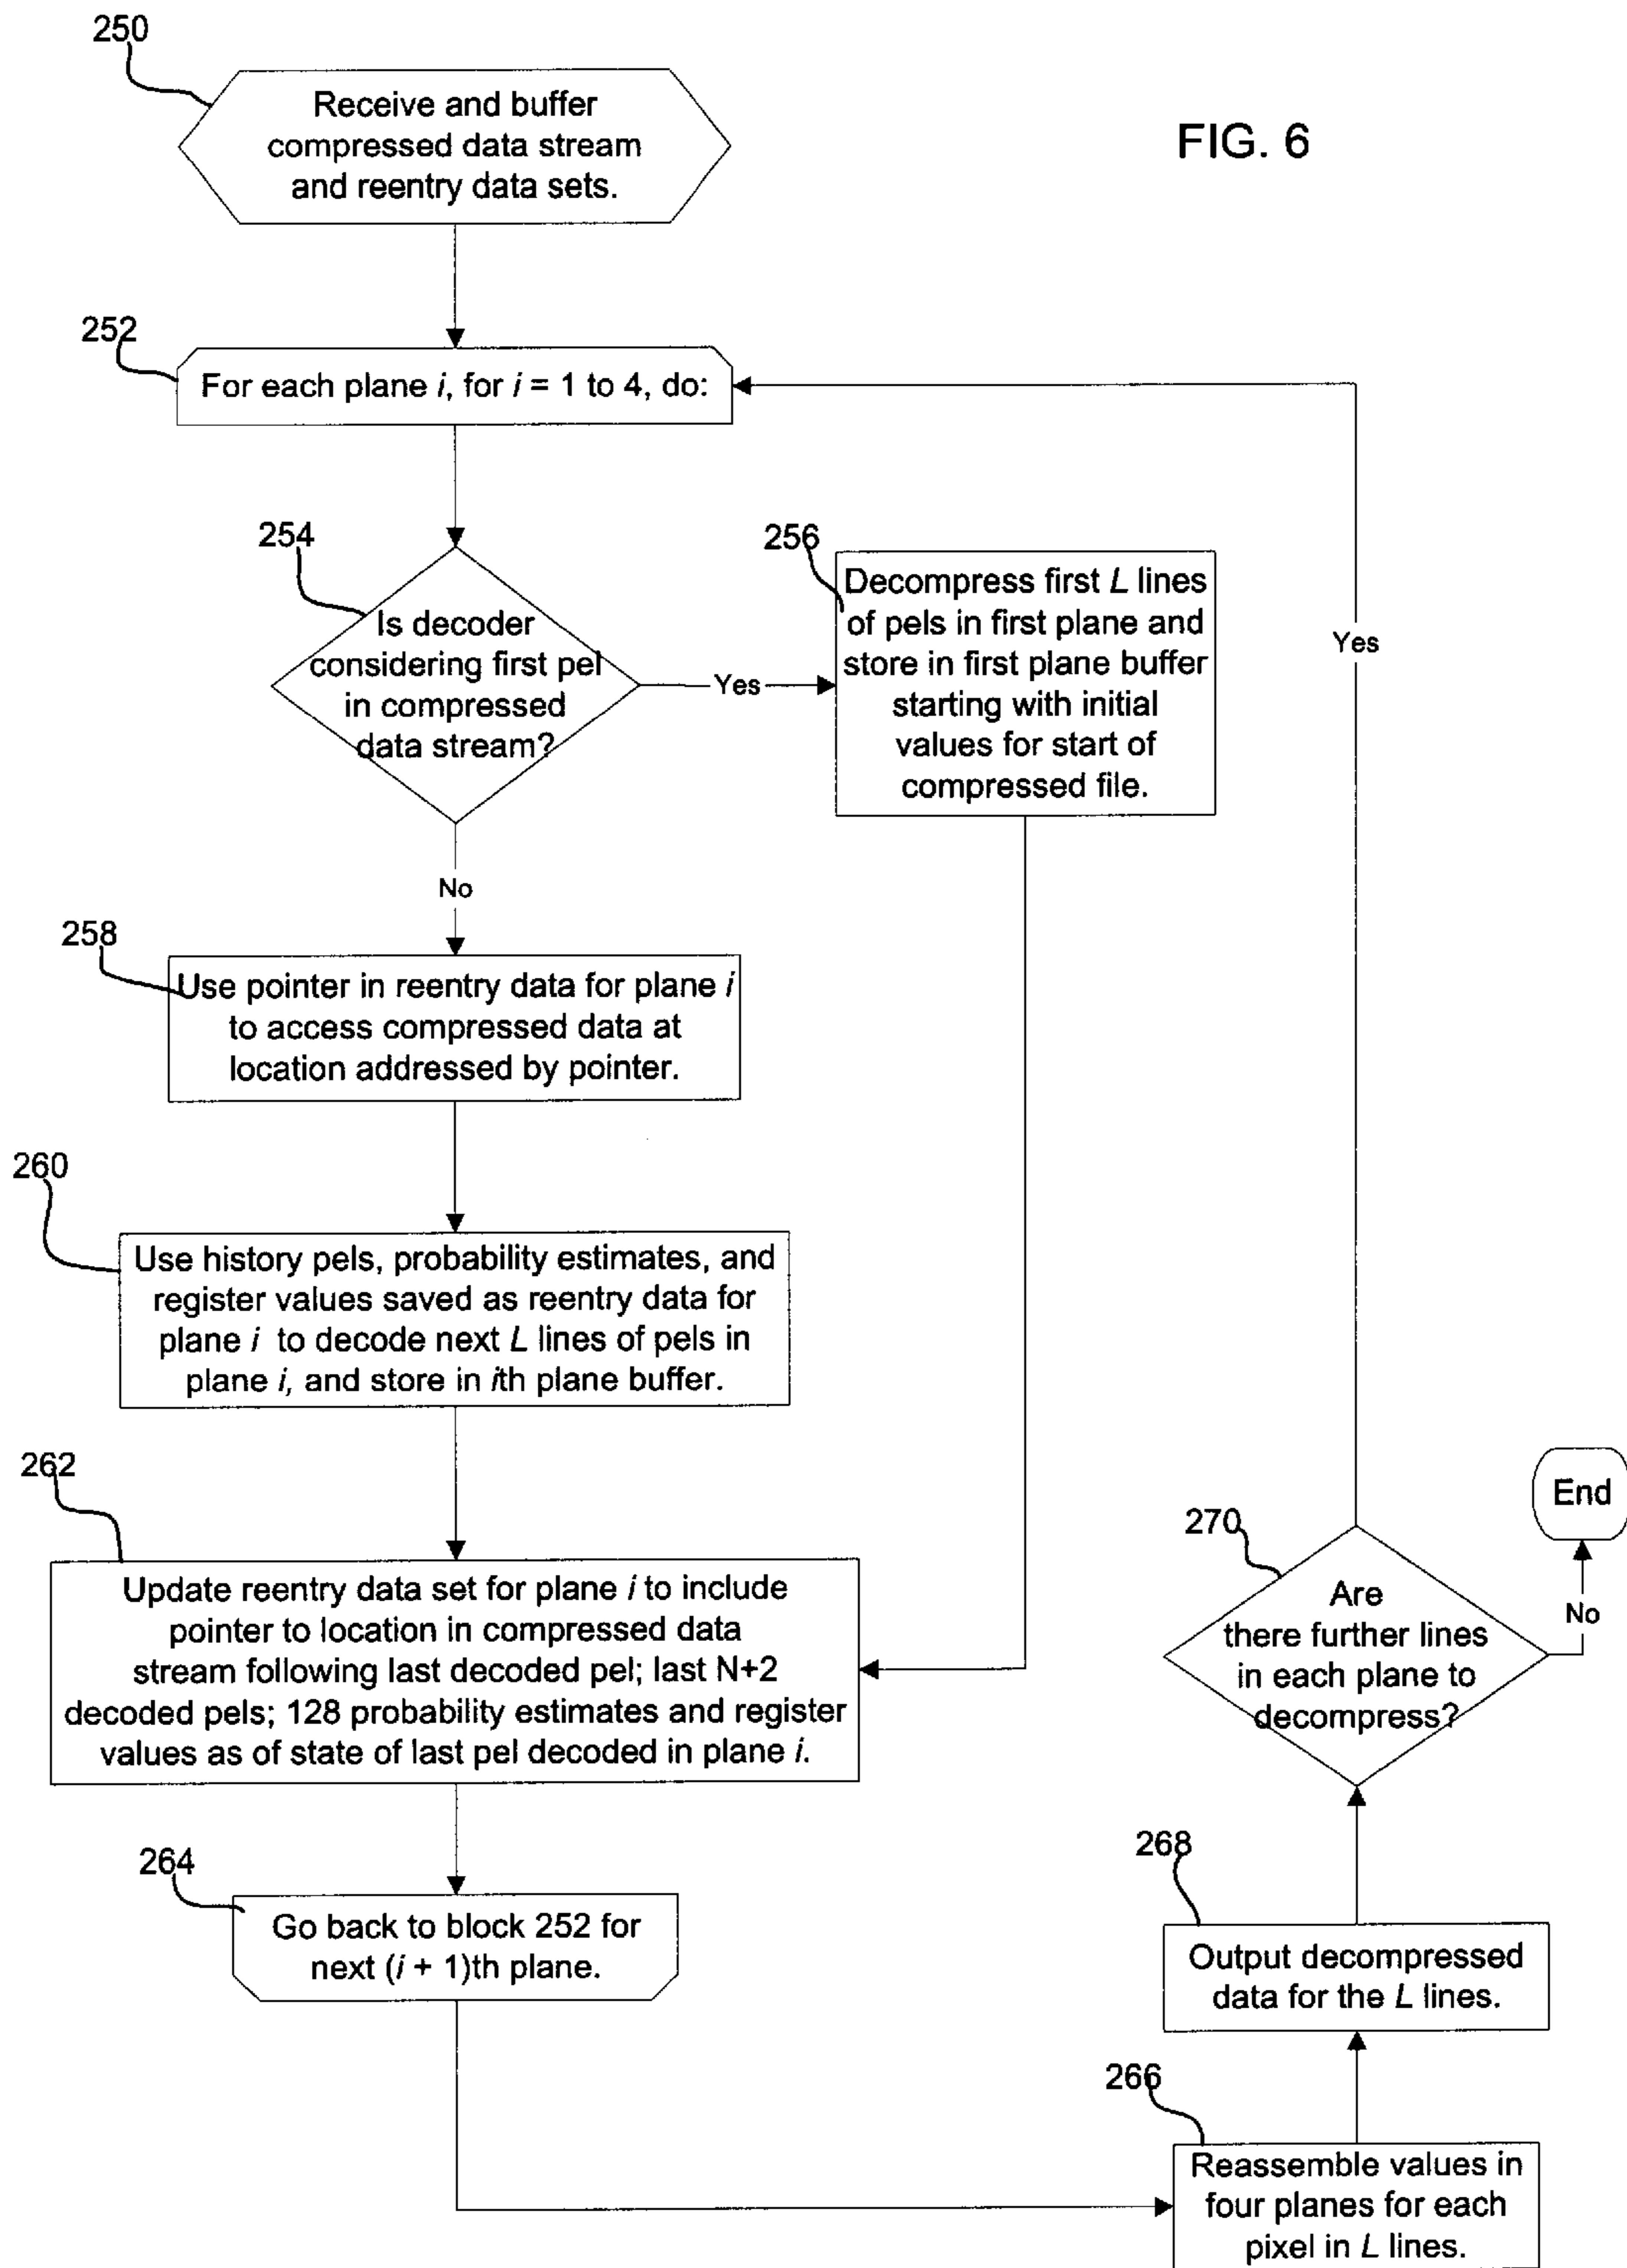 250
Receive and buffer
compressed data stream
and reentry data sets.
FIG. 6
252
For each plane i, for i = 1 to 4, do:
254
Is decoder
considering first pel
in compressed
data stream?
Yes
256
Decompress first L lines
of pels in first plane and
store in first plane buffer
starting with initial
values for start of
compressed file.
Yes
No
258
Use pointer in reentry data for plane i
to access compressed data at
location addressed by pointer.
260
Use history pels, probability estimates, and
register values saved as reentry data for
plane i to decode next L lines of pels in
plane i, and store in ith plane buffer.
262
Update reentry data set for plane i to include
pointer to location in compressed data
stream following last decoded pel; last N+2
decoded pels; 128 probability estimates and register
values as of state of last pel decoded in plane i.
264
Go back to block 252 for
next (i + 1)th plane.
End
270
Are
there further lines
in each plane to
decompress?
No
268
Output decompressed
data for the L lines.
266
Reassemble values in
four planes for each
pixel in L lines.